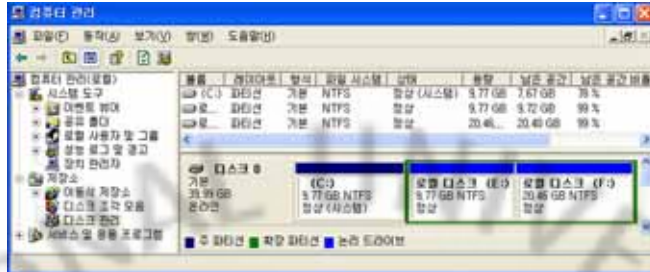 컴퓨터 관리
파일(F) 동작(A) 보기(V) 창(W) 도움말(H)
컴퓨터 관리(로컬)
시스템 도구
이벤트 뷰어
공유 폴더
로컬 사용자 및 그룹
성능 로그 및 경고
장치 관리자
저장소
이동식 저장소
디스크 조각 모음
디스크 관리
서비스 및 응용 프로그램
볼륨 레이아웃 형식 파일 시스템 상태 용량 남은 공간 남은 공간 비율
(C:) 파티션 기본 NTFS 정상 (시스템) 9.77 GB 7.67 GB 78 %
로... 파티션 기본 NTFS 정상 9.77 GB 9.72 GB 99 %
로... 파티션 기본 NTFS 정상 20.46... 20.40 GB 99 %
디스크 0
기본
39.99 GB
온라인
(C:)
9.77 GB NTFS
정상 (시스템)
로컬 디스크 (E:)
9.77 GB NTFS
정상
로컬 디스크 (F:)
20.46 GB NTFS
정상
주 파티션 확장 파티션 논리 드라이브